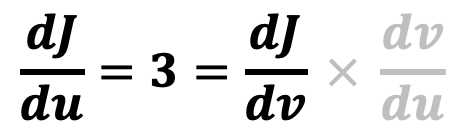 dJ/du = 3 = dJ/dv × dv/du